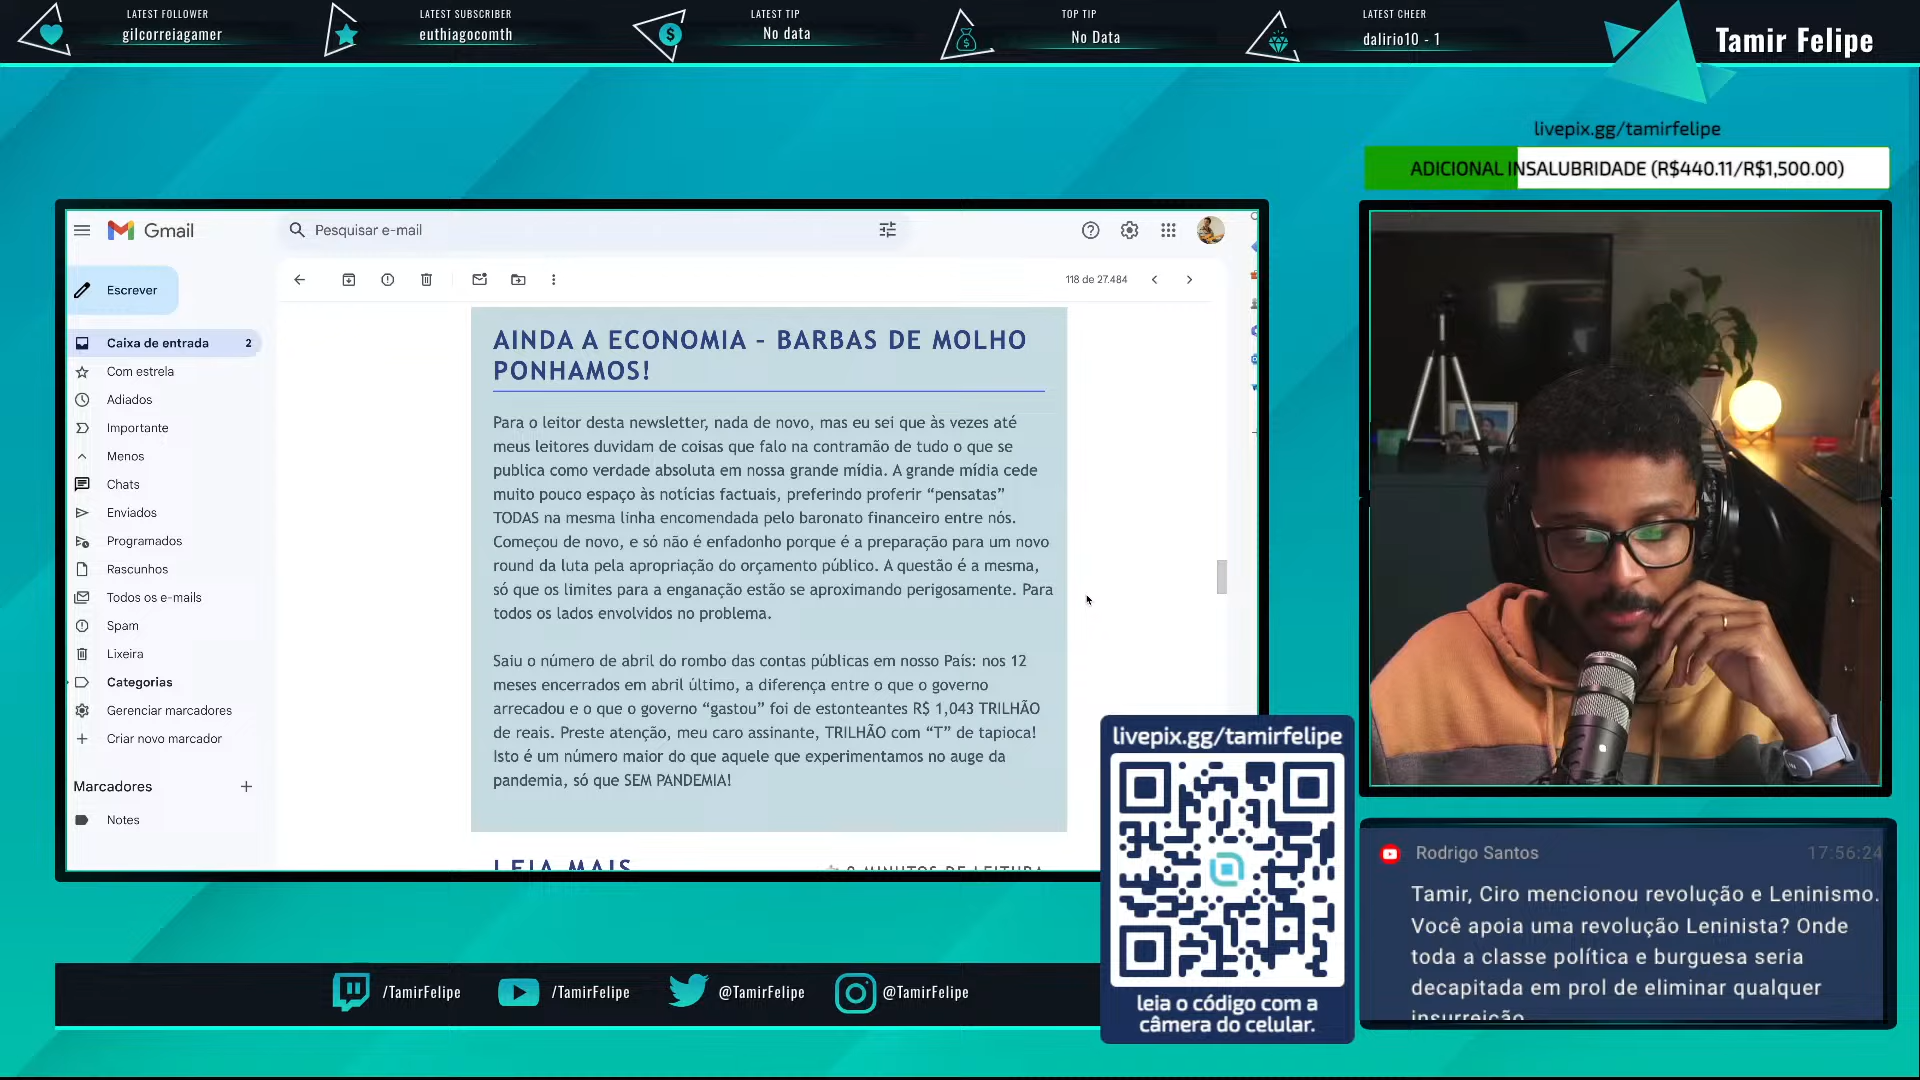 LATEST FOLLOWER
gilcorreiagamer
LATEST SUBSCRIBER
euthiagocomth
LATEST TIP
No data
TOP TIP
No Data
LATEST CHEER
dalirio10 - 1
Tamir Felipe
livepix.gg/tamirfelipe
ADICIONAL INSALUBRIDADE (R$440.11/R$1,500.00)
Gmail
Pesquisar e-mail
Escrever
118 de 27.484
Caixa de entrada 2
Com estrela
Adiados
Importante
Menos
Chats
Enviados
Programados
Rascunhos
Todos os e-mails
Spam
Lixeira
Categorias
Gerenciar marcadores
Criar novo marcador
Marcadores
Notes
AINDA A ECONOMIA - BARBAS DE MOLHO
PONHAMOS!
Para o leitor desta newsletter, nada de novo, mas eu sei que às vezes até
meus leitores duvidam de coisas que falo na contramão de tudo o que se
publica como verdade absoluta em nossa grande mídia. A grande mídia cede
muito pouco espaço às notícias factuais, preferindo proferir “pensatas”
TODAS na mesma linha encomendada pelo baronato financeiro entre nós.
Começou de novo, e só não é enfadonho porque é a preparação para um novo
round da luta pela apropriação do orçamento público. A questão é a mesma,
só que os limites para a enganação estão se aproximando perigosamente. Para
todos os lados envolvidos no problema.
Saiu o número de abril do rombo das contas públicas em nosso País: nos 12
meses encerrados em abril último, a diferença entre o que o governo
arrecadou e o que o governo “gastou” foi de estonteantes R$ 1,043 TRILHÃO
de reais. Preste atenção, meu caro assinante, TRILHÃO com “T” de tapioca!
Isto é um número maior do que aquele que experimentamos no auge da
pandemia, só que SEM PANDEMIA!
LEIA MAIS
MINUTOS DE LEITURA
livepix.gg/tamirfelipe
leia o código com a
câmera do celular.
Rodrigo Santos 17:56:24
Tamir, Ciro mencionou revolução e Leninismo.
Você apoia uma revolução Leninista? Onde
toda a classe política e burguesa seria
decapitada em prol de eliminar qualquer
insurreição
/TamirFelipe
/TamirFelipe
@TamirFelipe
@TamirFelipe